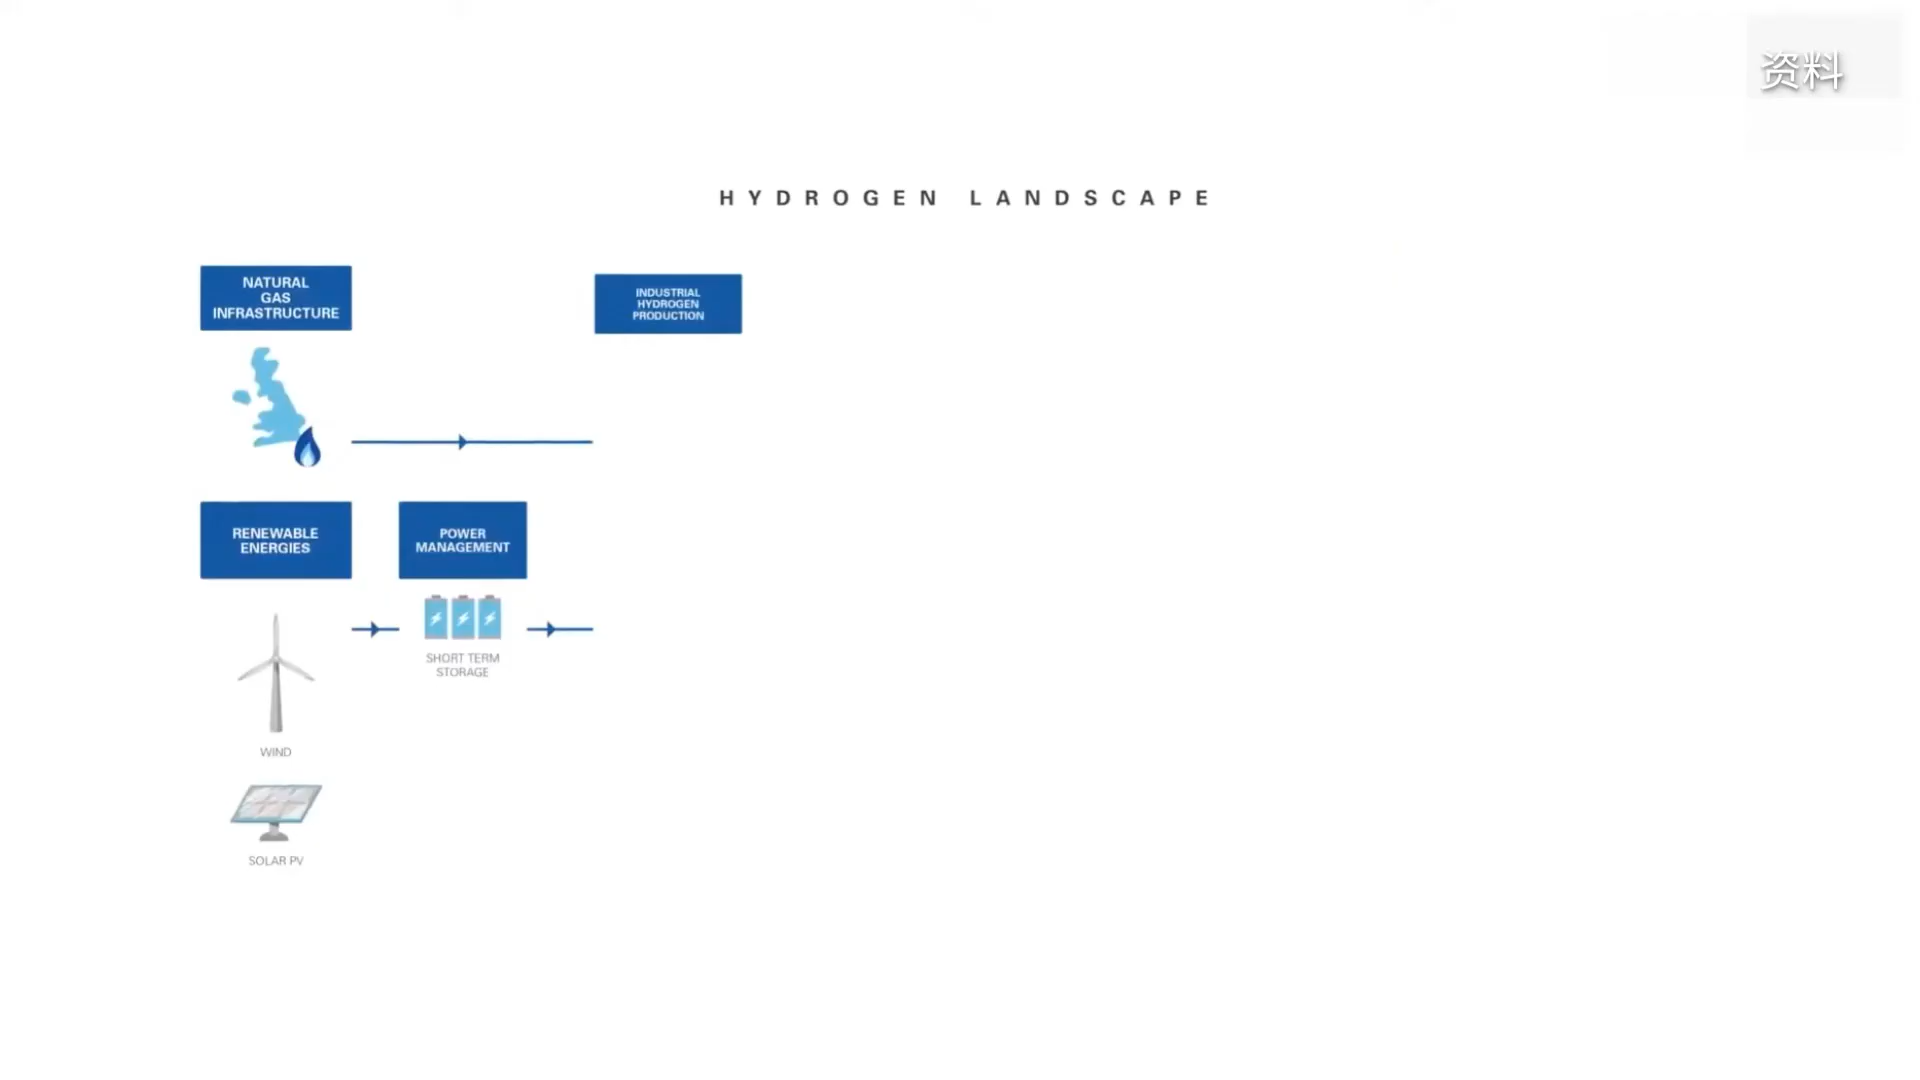 资料
HYDROGEN LANDSCAPE
NATURAL
GAS
INFRASTRUCTURE
INDUSTRIAL
HYDROGEN
PRODUCTION
RENEWABLE
ENERGIES
POWER
MANAGEMENT
SHORT TERM
STORAGE
WIND
SOLAR PV